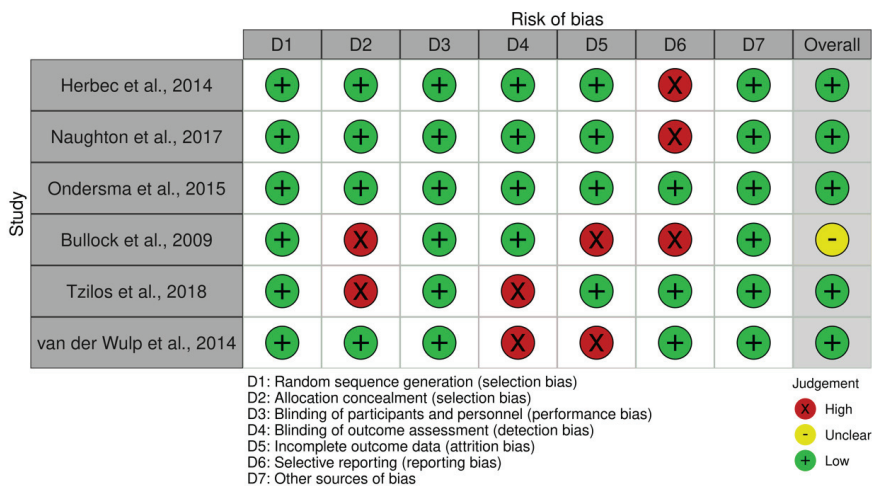 Risk of bias
D1 D2 D3 D4 D5 D6 D7 Overall
Study
Herbec et al., 2014 + + + + + X + +
Naughton et al., 2017 + + + + + X + +
Ondersma et al., 2015 + + + + + + + +
Bullock et al., 2009 + X + + X X + -
Tzilos et al., 2018 + X + X + + + +
van der Wulp et al., 2014 + + + X X + + +
D1: Random sequence generation (selection bias)
D2: Allocation concealment (selection bias)
D3: Blinding of participants and personnel (performance bias)
D4: Blinding of outcome assessment (detection bias)
D5: Incomplete outcome data (attrition bias)
D6: Selective reporting (reporting bias)
D7: Other sources of bias
Judgement
X High
- Unclear
+ Low